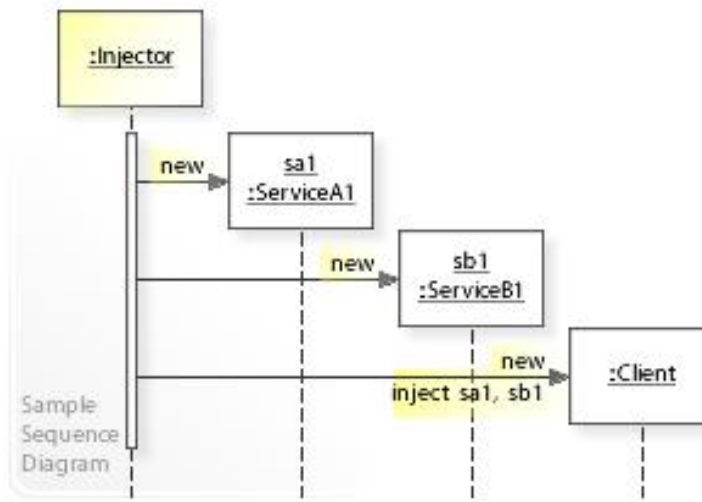 :Injector
new
sa1
:ServiceA1
new
sb1
:ServiceB1
new
inject sa1, sb1
:Client
Sample
Sequence
Diagram